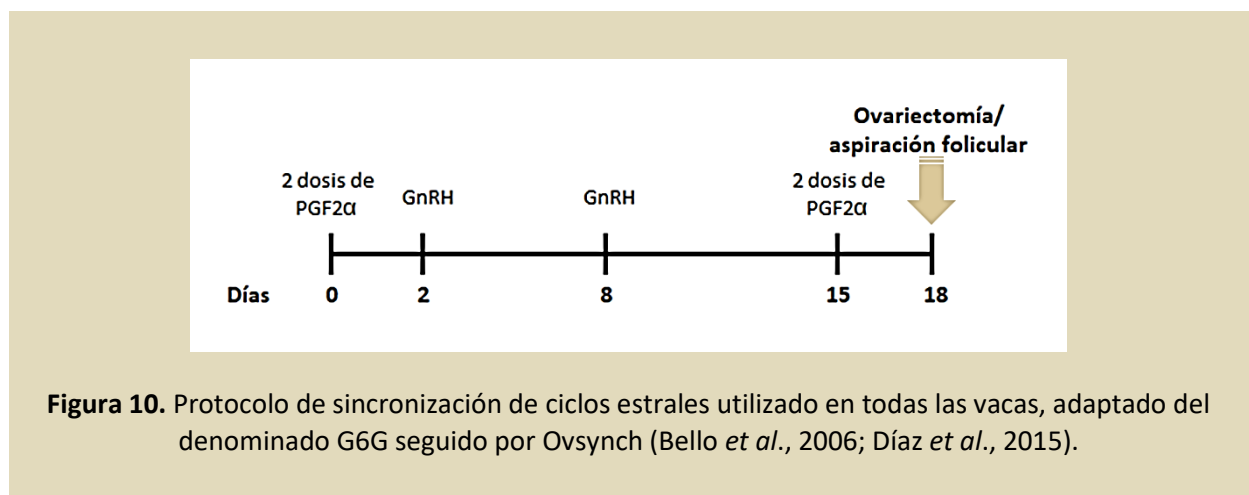 Ovariectomía/
aspiración folicular
2 dosis de
PGF2α
GnRH
GnRH
2 dosis de
PGF2α
Días 0 2 8 15 18
Figura 10. Protocolo de sincronización de ciclos estrales utilizado en todas las vacas, adaptado del
denominado G6G seguido por Ovsynch (Bello et al., 2006; Díaz et al., 2015).